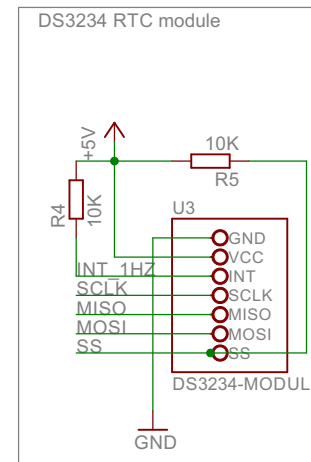 DS3234 RTC module
+5V
10K
R5
R4
10K
U3
GND
VCC
INT_1HZ
INT
SCLK
SCLK
MISO
MISO
MOSI
MOSI
SS
SS
DS3234-MODUL
GND